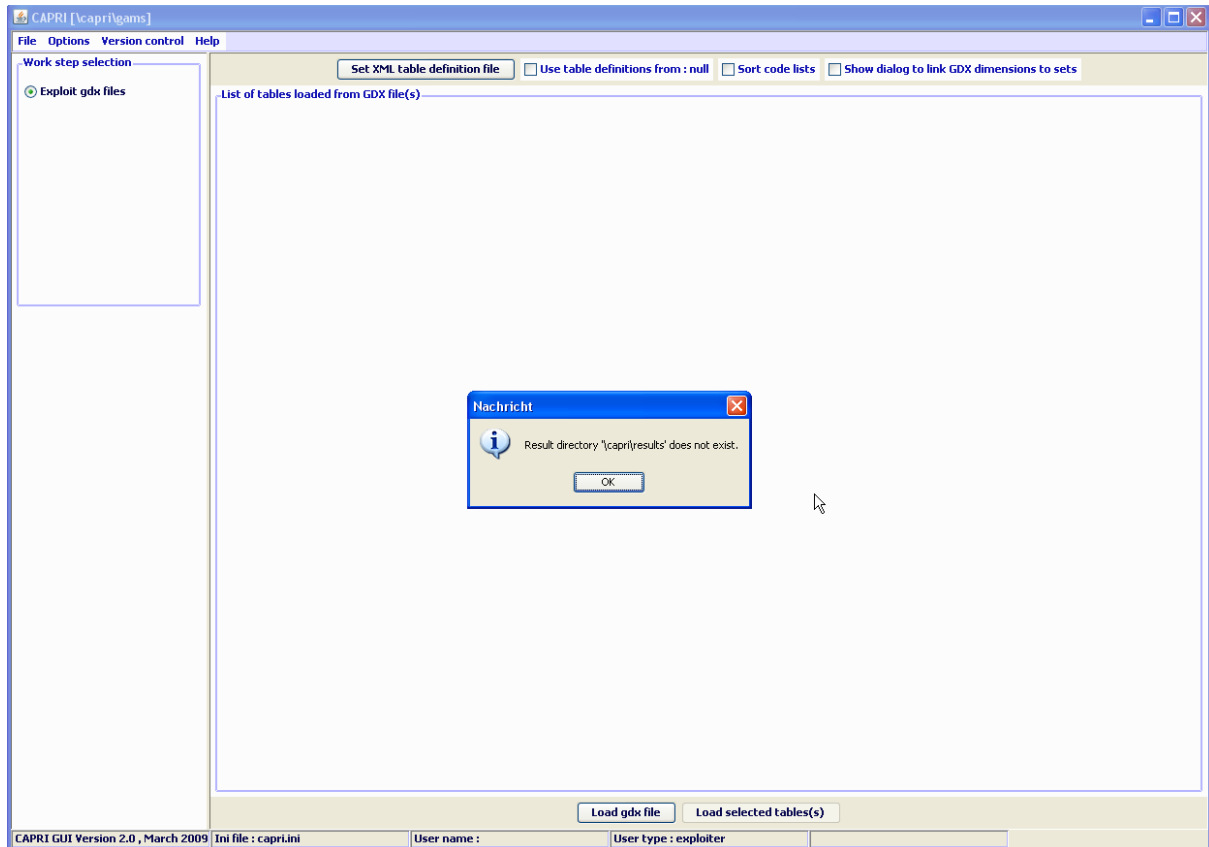 CAPRI [\capri\gams]
File Options Version control Help
Work step selection
Exploit gdx files
Set XML table definition file Use table definitions from : null Sort code lists Show dialog to link GDX dimensions to sets
List of tables loaded from GDX file(s)
Nachricht
Result directory '\capri\results' does not exist.
OK
Load gdx file Load selected tables(s)
CAPRI GUI Version 2.0 , March 2009 Ini file : capri.ini User name : User type : exploiter